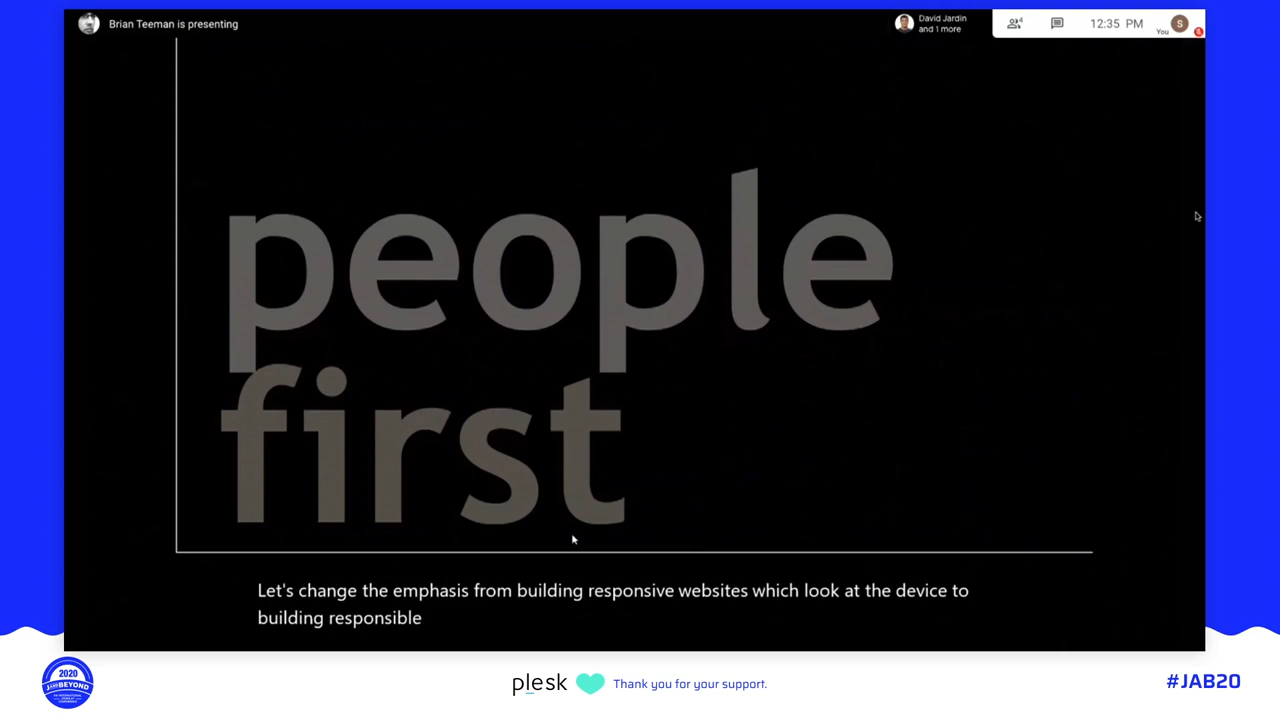 Brian Teeman is presenting
David Jardin
and 1 more
4
12:35 PM
You
S
people
first
Let's change the emphasis from building responsive websites which look at the device to
building responsible
2020
JANDBEYOND
plesk
Thank you for your support.
#JAB20